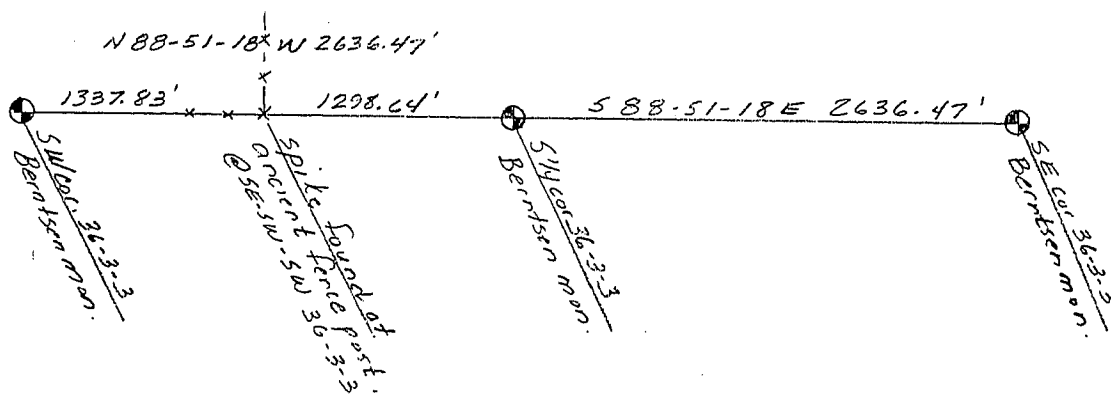 N 88-51-18 W 2636.47'
1337.83'
1298.64'
S 88-51-18 E 2636.47'
SW cor. 36-3-3
Berntsen mon.
spike found at
ancient fence post.
@SE-SW-SW 36-3-3
S 1/4 cor 36-3-3
Berntsen mon.
SE cor 36-3-3
Berntsen mon.